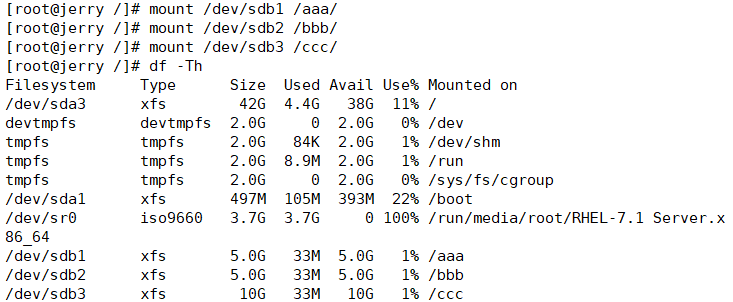 [root@jerry /]# mount /dev/sdb1 /aaa/
[root@jerry /]# mount /dev/sdb2 /bbb/
[root@jerry /]# mount /dev/sdb3 /ccc/
[root@jerry /]# df -Th
Filesystem     Type      Size  Used Avail Use% Mounted on
/dev/sda3      xfs        42G  4.4G   38G  11% /
devtmpfs       devtmpfs  2.0G     0  2.0G   0% /dev
tmpfs          tmpfs     2.0G   84K  2.0G   1% /dev/shm
tmpfs          tmpfs     2.0G  8.9M  2.0G   1% /run
tmpfs          tmpfs     2.0G     0  2.0G   0% /sys/fs/cgroup
/dev/sda1      xfs       497M  105M  393M  22% /boot
/dev/sr0       iso9660   3.7G  3.7G     0 100% /run/media/root/RHEL-7.1 Server.x
86_64
/dev/sdb1      xfs       5.0G   33M  5.0G   1% /aaa
/dev/sdb2      xfs       5.0G   33M  5.0G   1% /bbb
/dev/sdb3      xfs        10G   33M   10G   1% /ccc